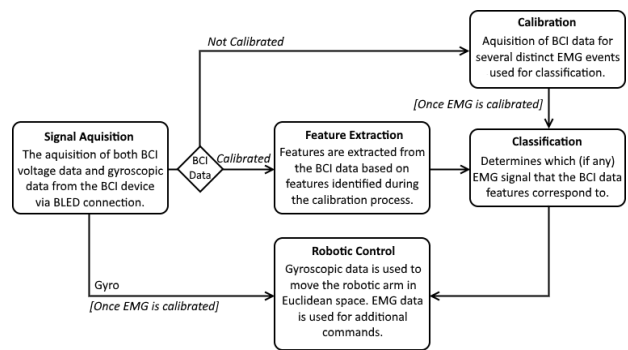 Calibration
Aquisition of BCI data for
several distinct EMG events
used for classification.
Not Calibrated
[Once EMG is calibrated]
Signal Aquisition
The aquisition of both BCI
voltage data and gyroscopic
data from the BCI device
via BLED connection.
BCI
Data
Calibrated
Feature Extraction
Features are extracted from
the BCI data based on
features identified during
the calibration process.
Classification
Determines which (if any)
EMG signal that the BCI data
features correspond to.
Robotic Control
Gyroscopic data is used to
move the robotic arm in
Euclidean space. EMG data
is used for additional
commands.
Gyro
[Once EMG is calibrated]